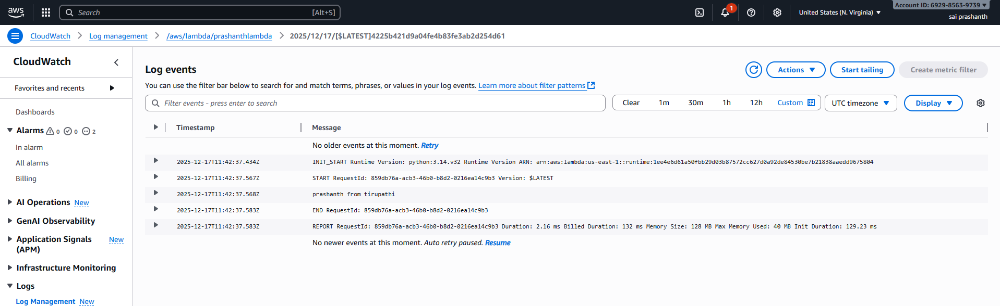 aws
Search [Alt+S]
1
United States (N. Virginia)
Account ID: 6929-8563-9739
sai prashanth
CloudWatch
Log management
/aws/lambda/prashanthlambda
2025/12/17/[$LATEST]4225b421d9a04fe4b83fe3ab2d254d61
CloudWatch
Favorites and recents
Dashboards
Alarms 0 0 2
In alarm
All alarms
Billing
AI Operations New
GenAI Observability
Application Signals New
(APM)
Infrastructure Monitoring
Logs
Log Management New
Log events
Actions
Start tailing
Create metric filter
You can use the filter bar below to search for and match terms, phrases, or values in your log events. Learn more about filter patterns
Filter events - press enter to search
Clear 1m 30m 1h 12h Custom
UTC timezone
Display
Timestamp Message
No older events at this moment. Retry
2025-12-17T11:42:37.434Z INIT_START Runtime Version: python:3.14.v32 Runtime Version ARN: arn:aws:lambda:us-east-1::runtime:1ee4e6d61a50fbb29d03b87572cc627d0a92de84530be7b21838aaedd9675804
2025-12-17T11:42:37.567Z START RequestId: 859db76a-acb3-46b0-b8d2-0216ea14c9b3 Version: $LATEST
2025-12-17T11:42:37.568Z prashanth from tirupathi
2025-12-17T11:42:37.583Z END RequestId: 859db76a-acb3-46b0-b8d2-0216ea14c9b3
2025-12-17T11:42:37.583Z REPORT RequestId: 859db76a-acb3-46b0-b8d2-0216ea14c9b3 Duration: 2.16 ms Billed Duration: 132 ms Memory Size: 128 MB Max Memory Used: 40 MB Init Duration: 129.23 ms
No newer events at this moment. Auto retry paused. Resume